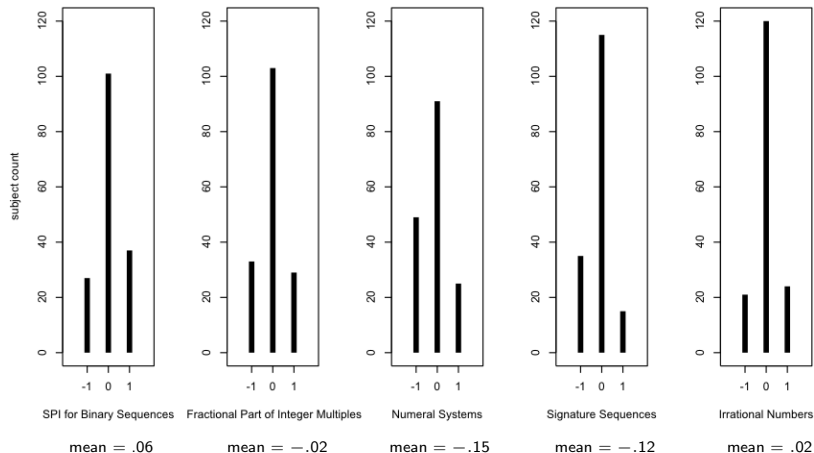 subject count
0 20 40 60 80 100 120
-1 0 1
SPI for Binary Sequences
mean = .06
0 20 40 60 80 100 120
-1 0 1
Fractional Part of Integer Multiples
mean = −.02
0 20 40 60 80 100 120
-1 0 1
Numeral Systems
mean = −.15
0 20 40 60 80 100 120
-1 0 1
Signature Sequences
mean = −.12
0 20 40 60 80 100 120
-1 0 1
Irrational Numbers
mean = .02